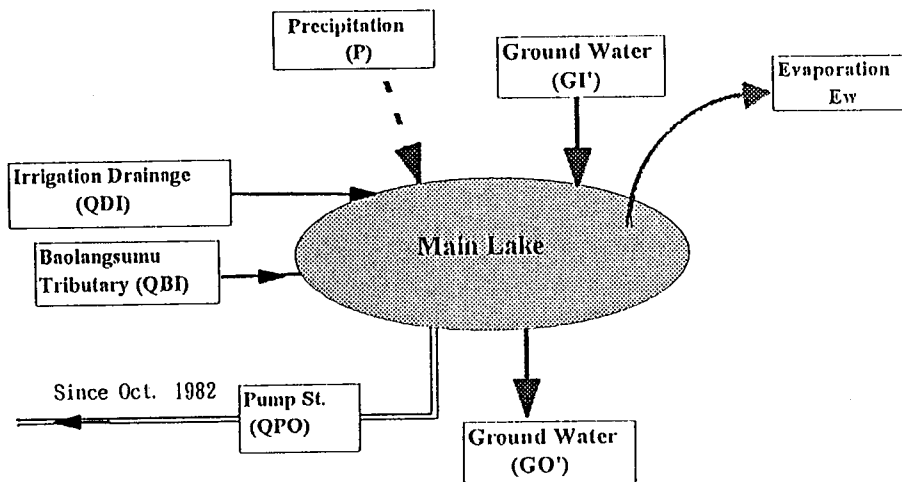 Precipitation
(P)
Ground Water
(GI')
Evaporation
Ew
Irrigation Drainage
(QDI)
Main Lake
Baolangsumu
Tributary (QBI)
Since Oct. 1982
Pump St.
(QPO)
Ground Water
(GO')